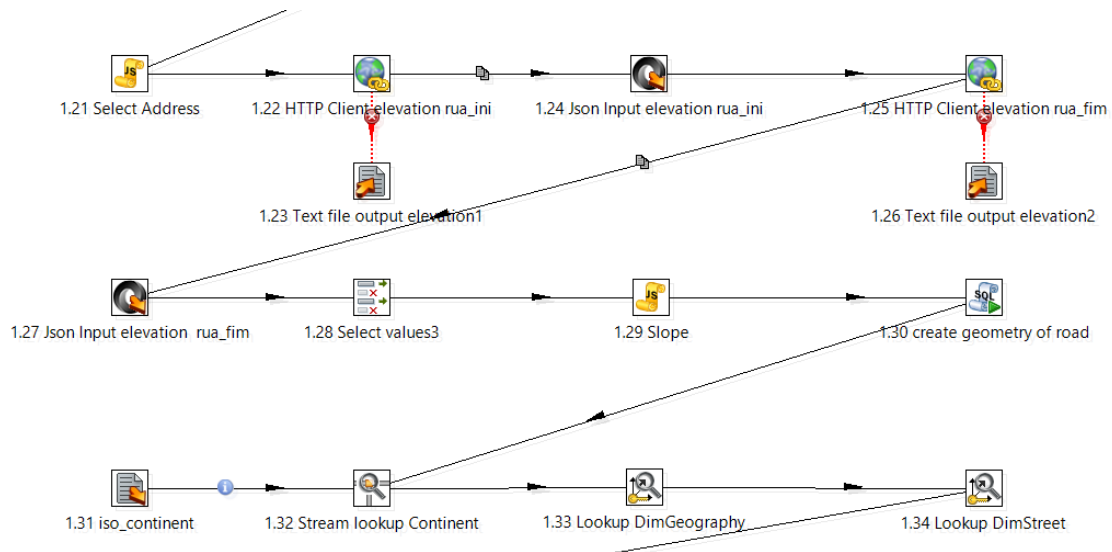 JS
1.21 Select Address
1.22 HTTP Client elevation rua_ini
1.24 Json Input elevation rua_ini
1.25 HTTP Client elevation rua_fim
1.23 Text file output elevation1
1.26 Text file output elevation2
JS
SQL
1.27 Json Input elevation  rua_fim
1.28 Select values3
1.29 Slope
1.30 create geometry of road
1.31 iso_continent
1.32 Stream lookup Continent
1.33 Lookup DimGeography
1.34 Lookup DimStreet